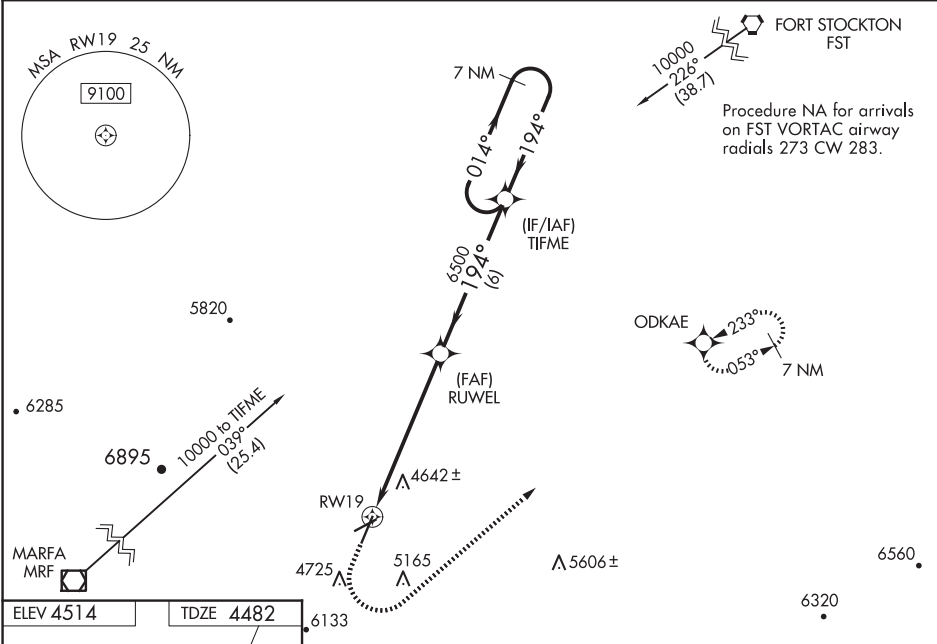 MSA RW19 25 NM
9100
7 NM
014°
194°
(IF/IAF)
TIFME
6500
194°
(6)
FORT STOCKTON
FST
10000
226°
(38.7)
Procedure NA for arrivals
on FST VORTAC airway
radials 273 CW 283.
5820
ODKAE
233°
053°
7 NM
(FAF)
RUWEL
6285
10000 to TIFME
039°
(25.4)
6895
4642 ±
RW19
MARFA
MRF
4725
5165
5606 ±
6560
6320
6133
ELEV 4514
TDZE 4482